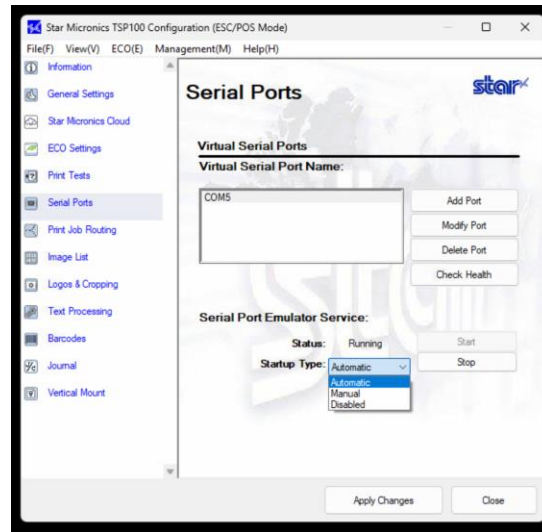 Star Micronics TSP100 Configuration (ESC/POS Mode)
File(F) View(V) ECO(E) Management(M) Help(H)
Information
General Settings
Star Micronics Cloud
ECO Settings
Print Tests
Serial Ports
Print Job Routing
Image List
Logos & Cropping
Text Processing
Barcodes
Journal
Vertical Mount
Serial Ports
star
Virtual Serial Ports
Virtual Serial Port Name:
COM5
Add Port
Modify Port
Delete Port
Check Health
Serial Port Emulator Service:
Status: Running
Start
Startup Type: Automatic
Stop
Automatic
Manual
Disabled
Apply Changes
Close